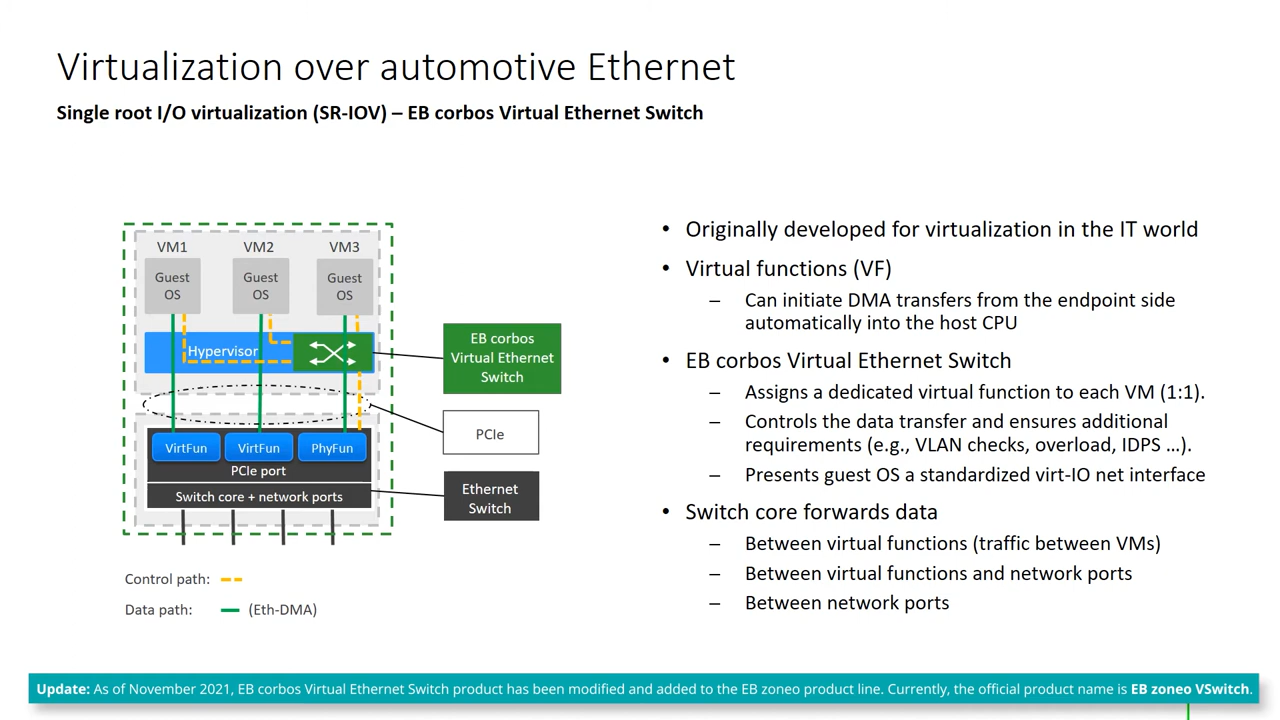 Virtualization over automotive Ethernet
Single root I/O virtualization (SR-IOV) – EB corbos Virtual Ethernet Switch
VM1 VM2 VM3
Guest OS
Guest OS
Guest OS
Hypervisor
EB corbos
Virtual Ethernet
Switch
PCIe
VirtFun VirtFun PhyFun
PCIe port
Switch core + network ports
Ethernet
Switch
Control path:
Data path: (Eth-DMA)
• Originally developed for virtualization in the IT world
• Virtual functions (VF)
– Can initiate DMA transfers from the endpoint side
automatically into the host CPU
• EB corbos Virtual Ethernet Switch
– Assigns a dedicated virtual function to each VM (1:1).
– Controls the data transfer and ensures additional
requirements (e.g., VLAN checks, overload, IDPS …).
– Presents guest OS a standardized virt-IO net interface
• Switch core forwards data
– Between virtual functions (traffic between VMs)
– Between virtual functions and network ports
– Between network ports
Update: As of November 2021, EB corbos Virtual Ethernet Switch product has been modified and added to the EB zoneo product line. Currently, the official product name is EB zoneo VSwitch.